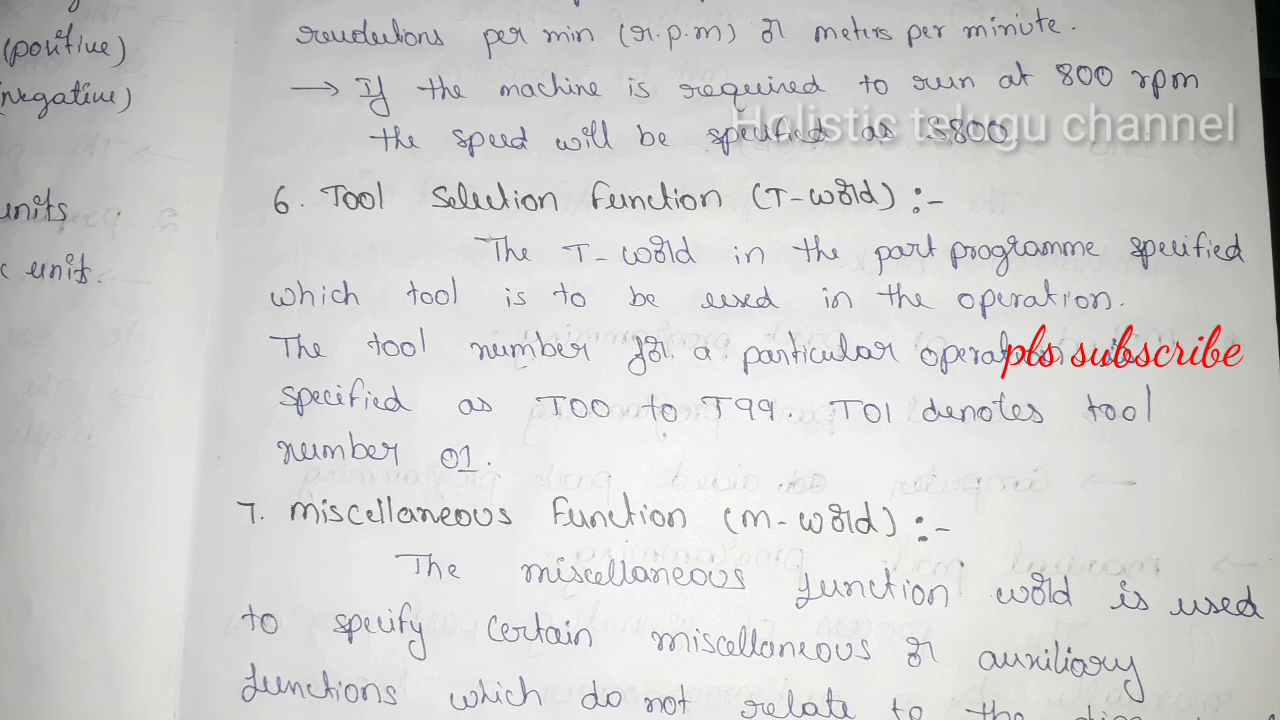 (positive)
(negative)
units
c units.
revolutions per min (r.p.m) or meters per minute.
→ If the machine is required to run at 800 rpm
the speed will be specified as S800
Holistic telugu channel
6. Tool Selection Function (T-word) :-
The T-word in the part programme specified
which tool is to be used in the operation.
The tool number for a particular operation is
pls subscribe
specified as T00 to T99. T01 denotes tool
number 01.
7. Miscellaneous Function (M-word) :-
The miscellaneous function word is used
to specify certain miscellaneous or auxiliary
functions which do not relate to the